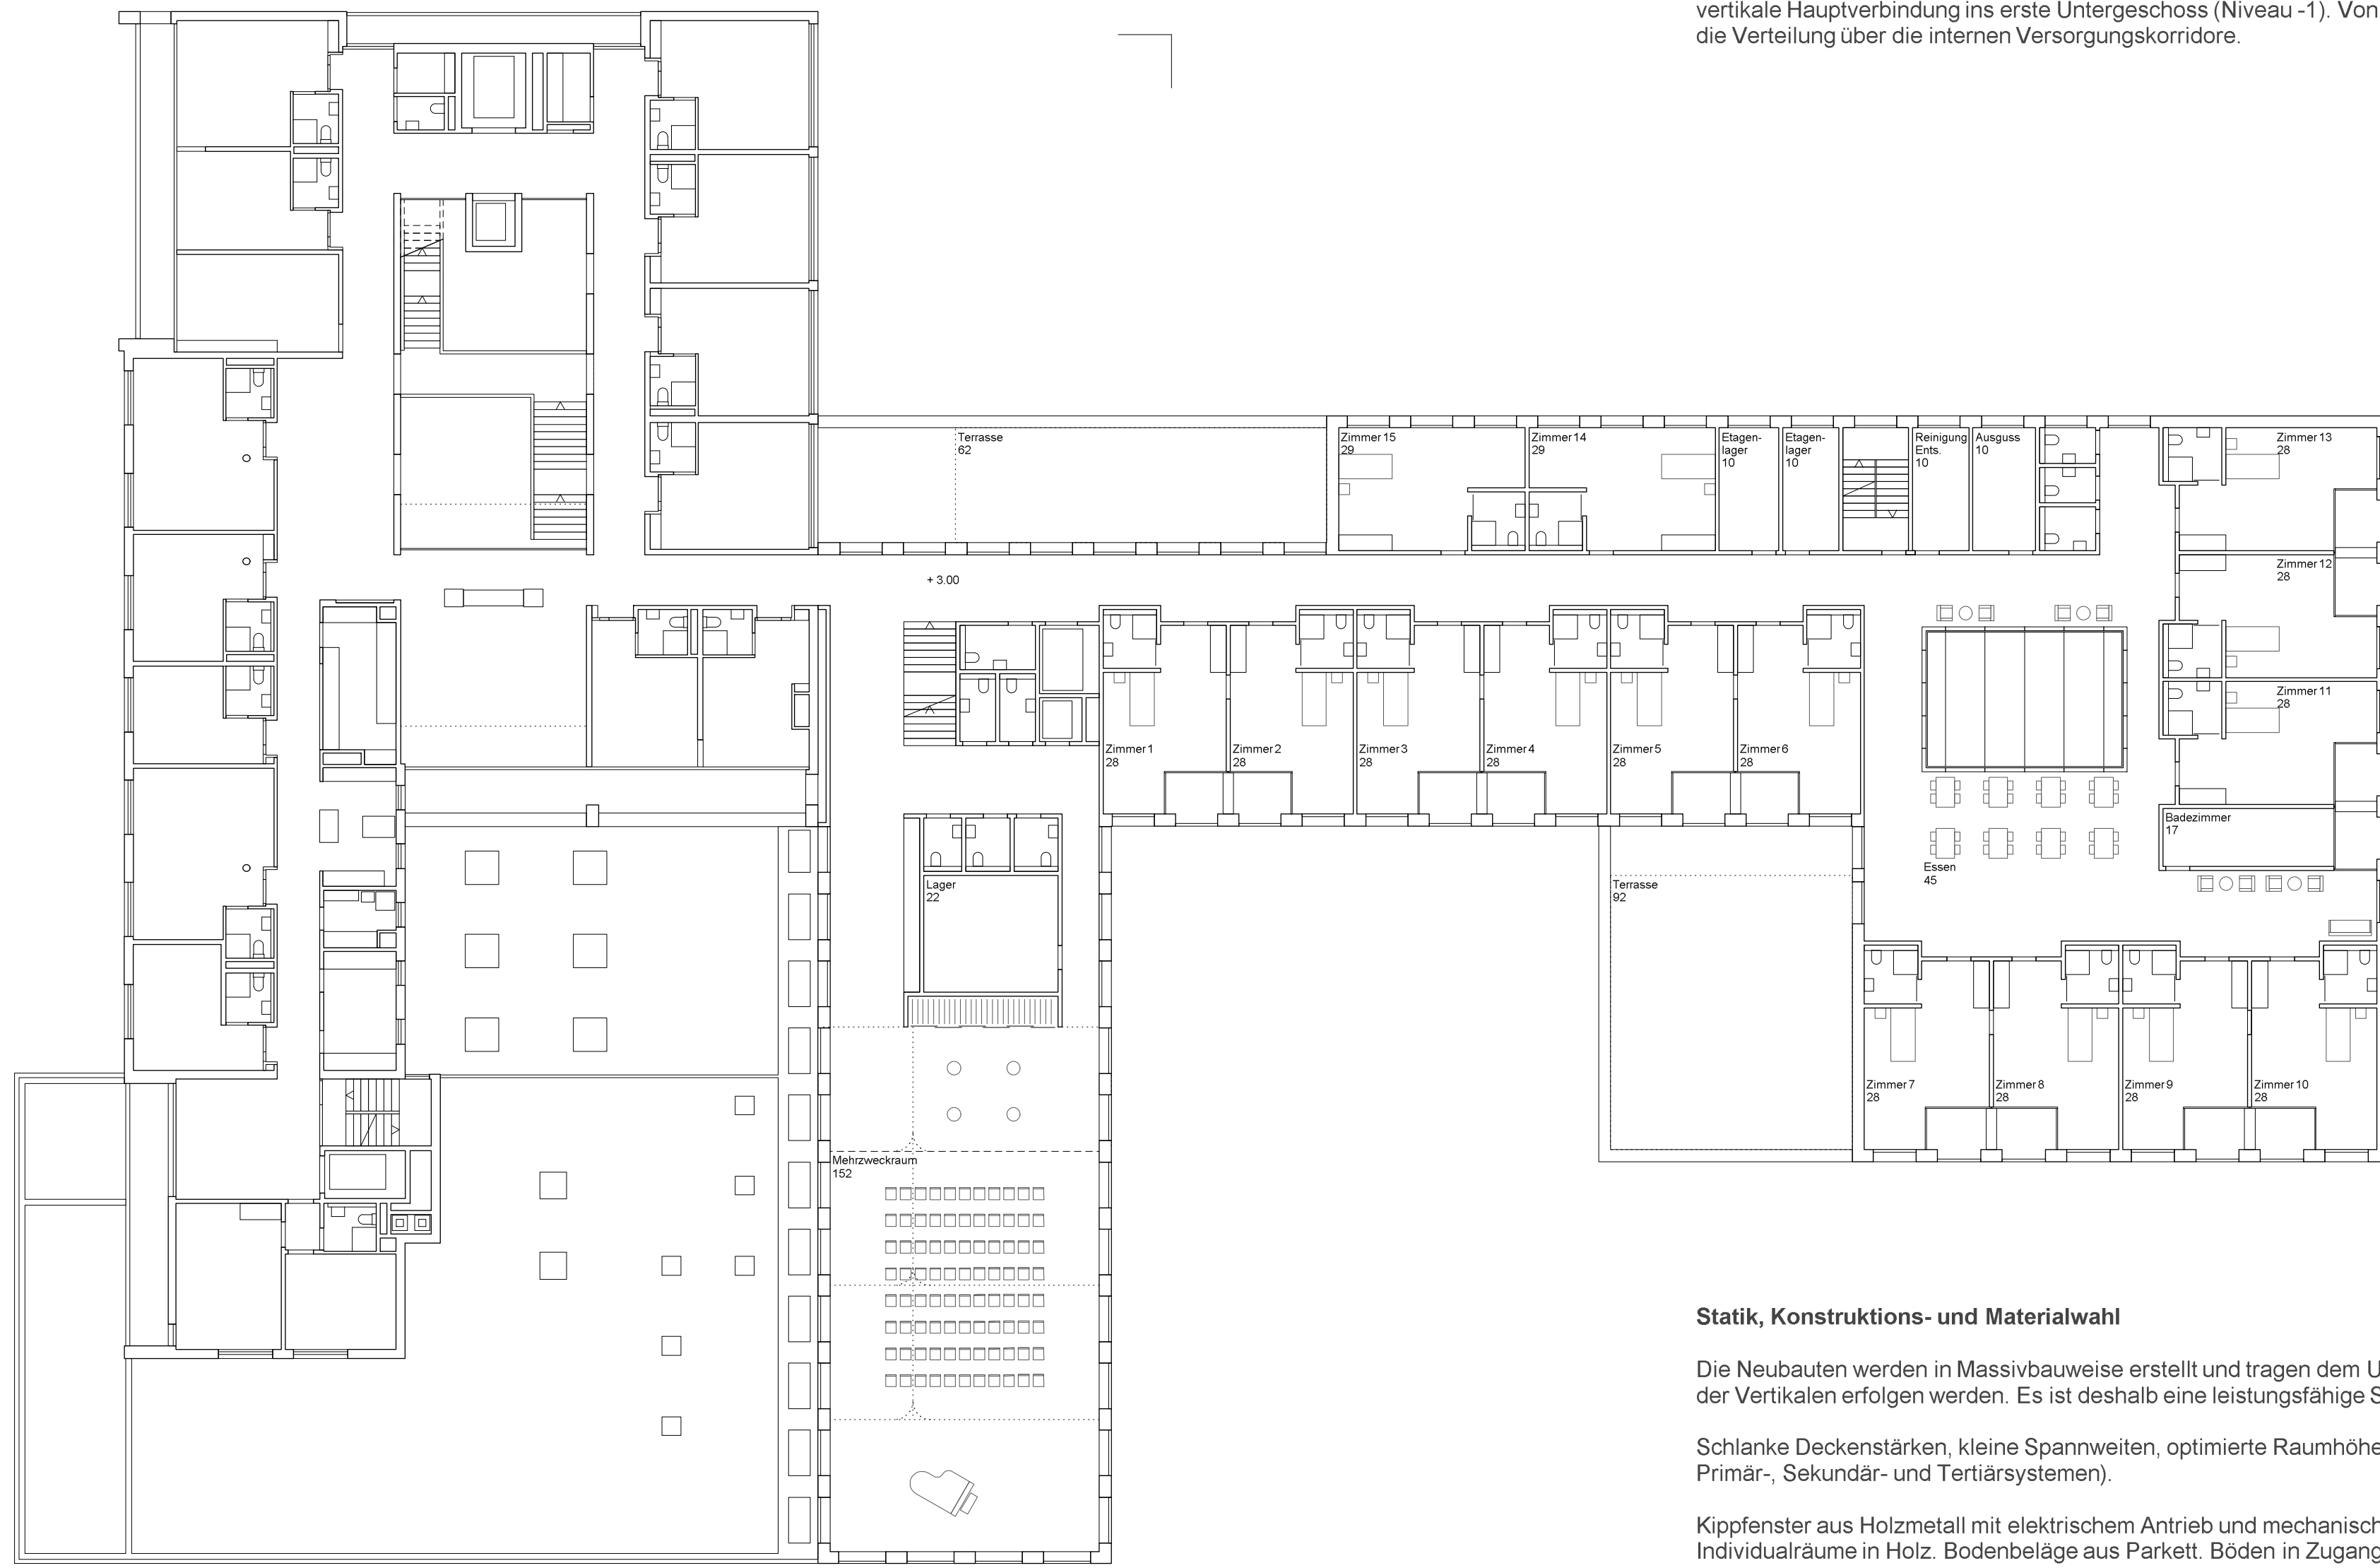 vertikale Hauptverbindung ins erste Untergeschoss (Niveau -1). Von
die Verteilung über die internen Versorgungskorridore.
Terrasse
62
Zimmer 15
29
Zimmer 14
29
Etagen-
lager
10
Etagen-
lager
10
Reinigung
Ents.
10
Ausguss
10
Zimmer 13
28
+ 3.00
Zimmer 12
28
Zimmer 11
28
Zimmer 1
28
Zimmer 2
28
Zimmer 3
28
Zimmer 4
28
Zimmer 5
28
Zimmer 6
28
Badezimmer
17
Essen
45
Lager
22
Terrasse
92
Zimmer 7
28
Zimmer 8
28
Zimmer 9
28
Zimmer 10
28
Mehrzweckraum
152
Statik, Konstruktions- und Materialwahl
Die Neubauten werden in Massivbauweise erstellt und tragen dem
der Vertikalen erfolgen werden. Es ist deshalb eine leistungsfähige
Schlanke Deckenstärken, kleine Spannweiten, optimierte Raumhöhe
Primär-, Sekundär- und Tertiärsystemen).
Kippfenster aus Holzmetall mit elektrischem Antrieb und mechanisch
Individualräume in Holz. Bodenbeläge aus Parkett. Böden in Zugang